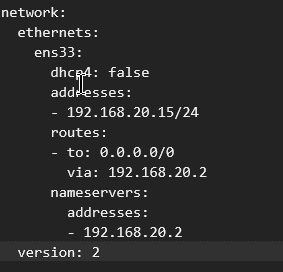 network:
  ethernets:
    ens33:
      dhcp4: false
      addresses:
      - 192.168.20.15/24
      routes:
      - to: 0.0.0.0/0
        via: 192.168.20.2
      nameservers:
        addresses:
        - 192.168.20.2
  version: 2